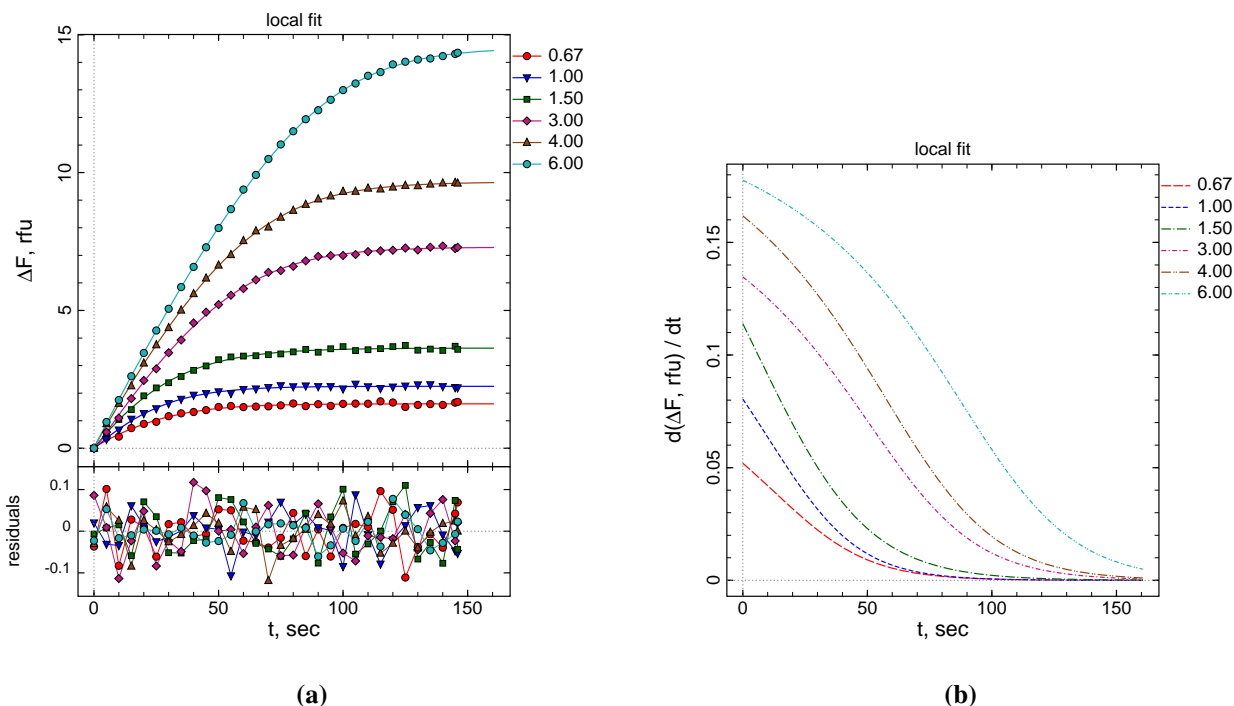 local fit
15
10
5
0
ΔF, rfu
0.67
1.00
1.50
3.00
4.00
6.00
0.1
0
-0.1
residuals
0 50 100 150
t, sec
(a)
local fit
0.15
0.1
0.05
0
d(ΔF, rfu) / dt
0.67
1.00
1.50
3.00
4.00
6.00
0 50 100 150
t, sec
(b)